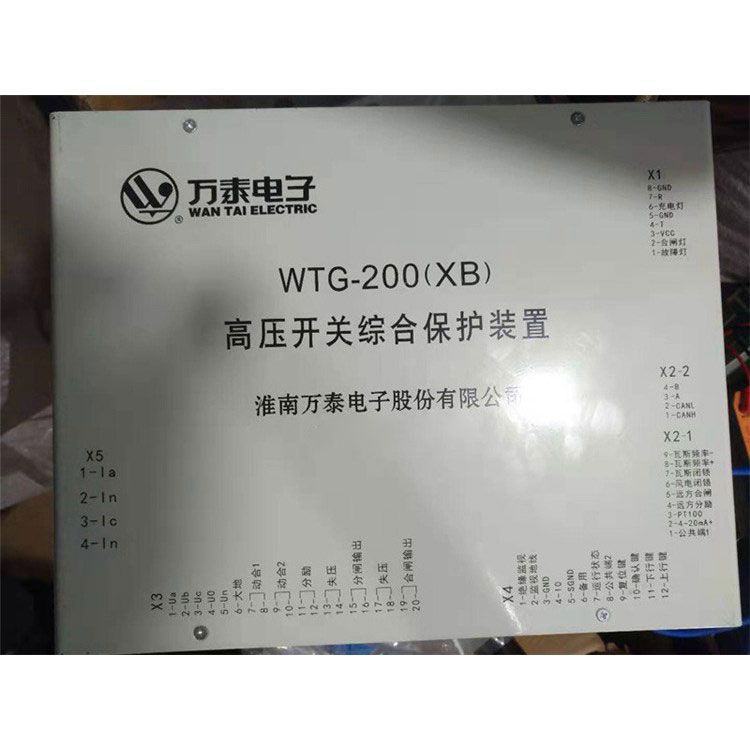 万泰电子
WAN TAI ELECTRIC
®
WTG-200(XB)
高压开关综合保护装置
淮南万泰电子股份有限公司
X1
8-GND
7-R
6-充电灯
5-GND
4-T
3-VCC
2-合闸灯
1-故障灯
X2-2
4-B
3-A
2-CANL
1-CANH
X2-1
9-瓦斯频率-
8-瓦斯频率+
7-瓦斯闭锁
6-风电闭锁
5-远方合闸
4-远方分励
3-PT100
2-4-20mA+
1-公共端1
X5
1-Ia
2-In
3-Ic
4-In
X3
1-Ua
2-Ub
3-Uc
4-U0
5-Un
6-大地
7-
8-
动合1
9-
10-
动合2
11-
12-
分励
13-
14-
失压
15-
16-
分闸输出
17-
18-
失压
19-
20-
合闸输出
X4
1-绝缘监视
2-监视地线
3-GND
4-I0
5-SGND
6-备用
7-运行状态
8-公共端2
9-复位键
10-确认键
11-下行键
12-上行键